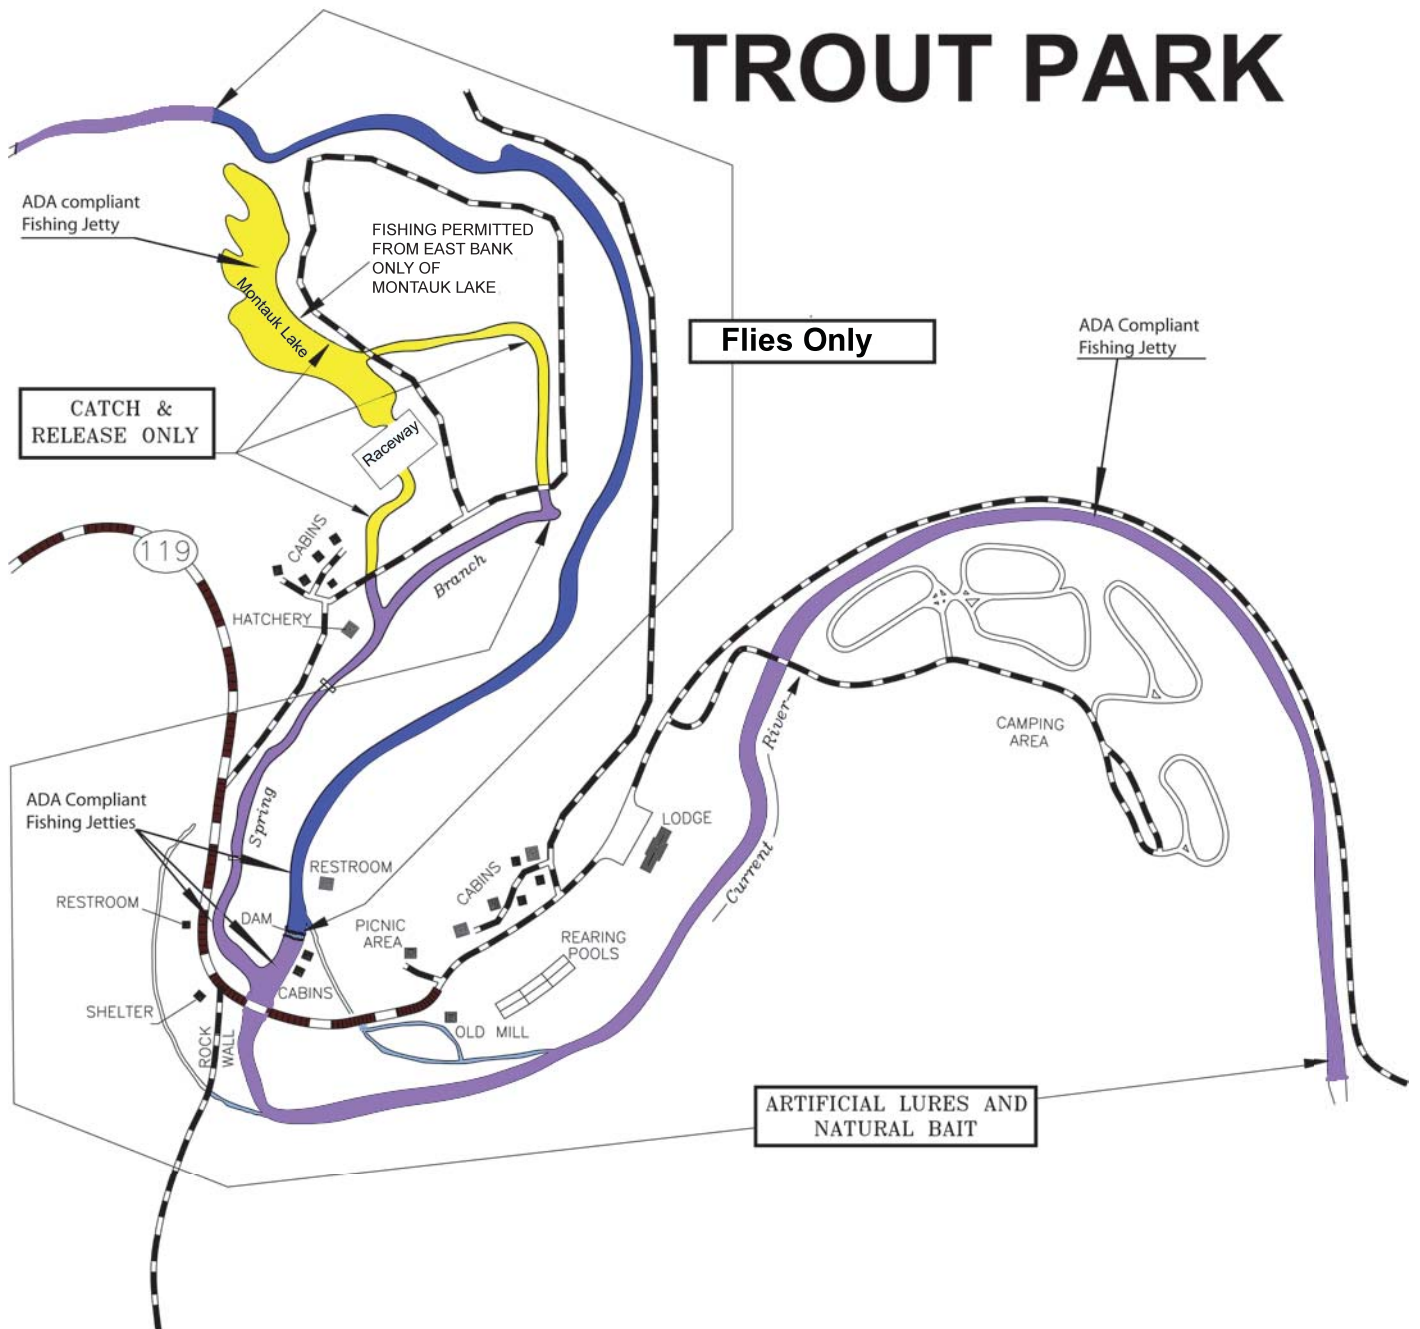 TROUT PARK
ADA compliant
Fishing Jetty
FISHING PERMITTED
FROM EAST BANK
ONLY OF
MONTAUK LAKE
Montauk Lake
Flies Only
ADA Compliant
Fishing Jetty
CATCH &
RELEASE ONLY
Raceway
119
CABINS
Branch
HATCHERY
River
CAMPING
AREA
ADA Compliant
Fishing Jetties
Spring
LODGE
RESTROOM
Current
CABINS
RESTROOM
DAM
PICNIC
AREA
REARING
POOLS
CABINS
SHELTER
OLD MILL
ROCK
WALL
ARTIFICIAL LURES AND
NATURAL BAIT